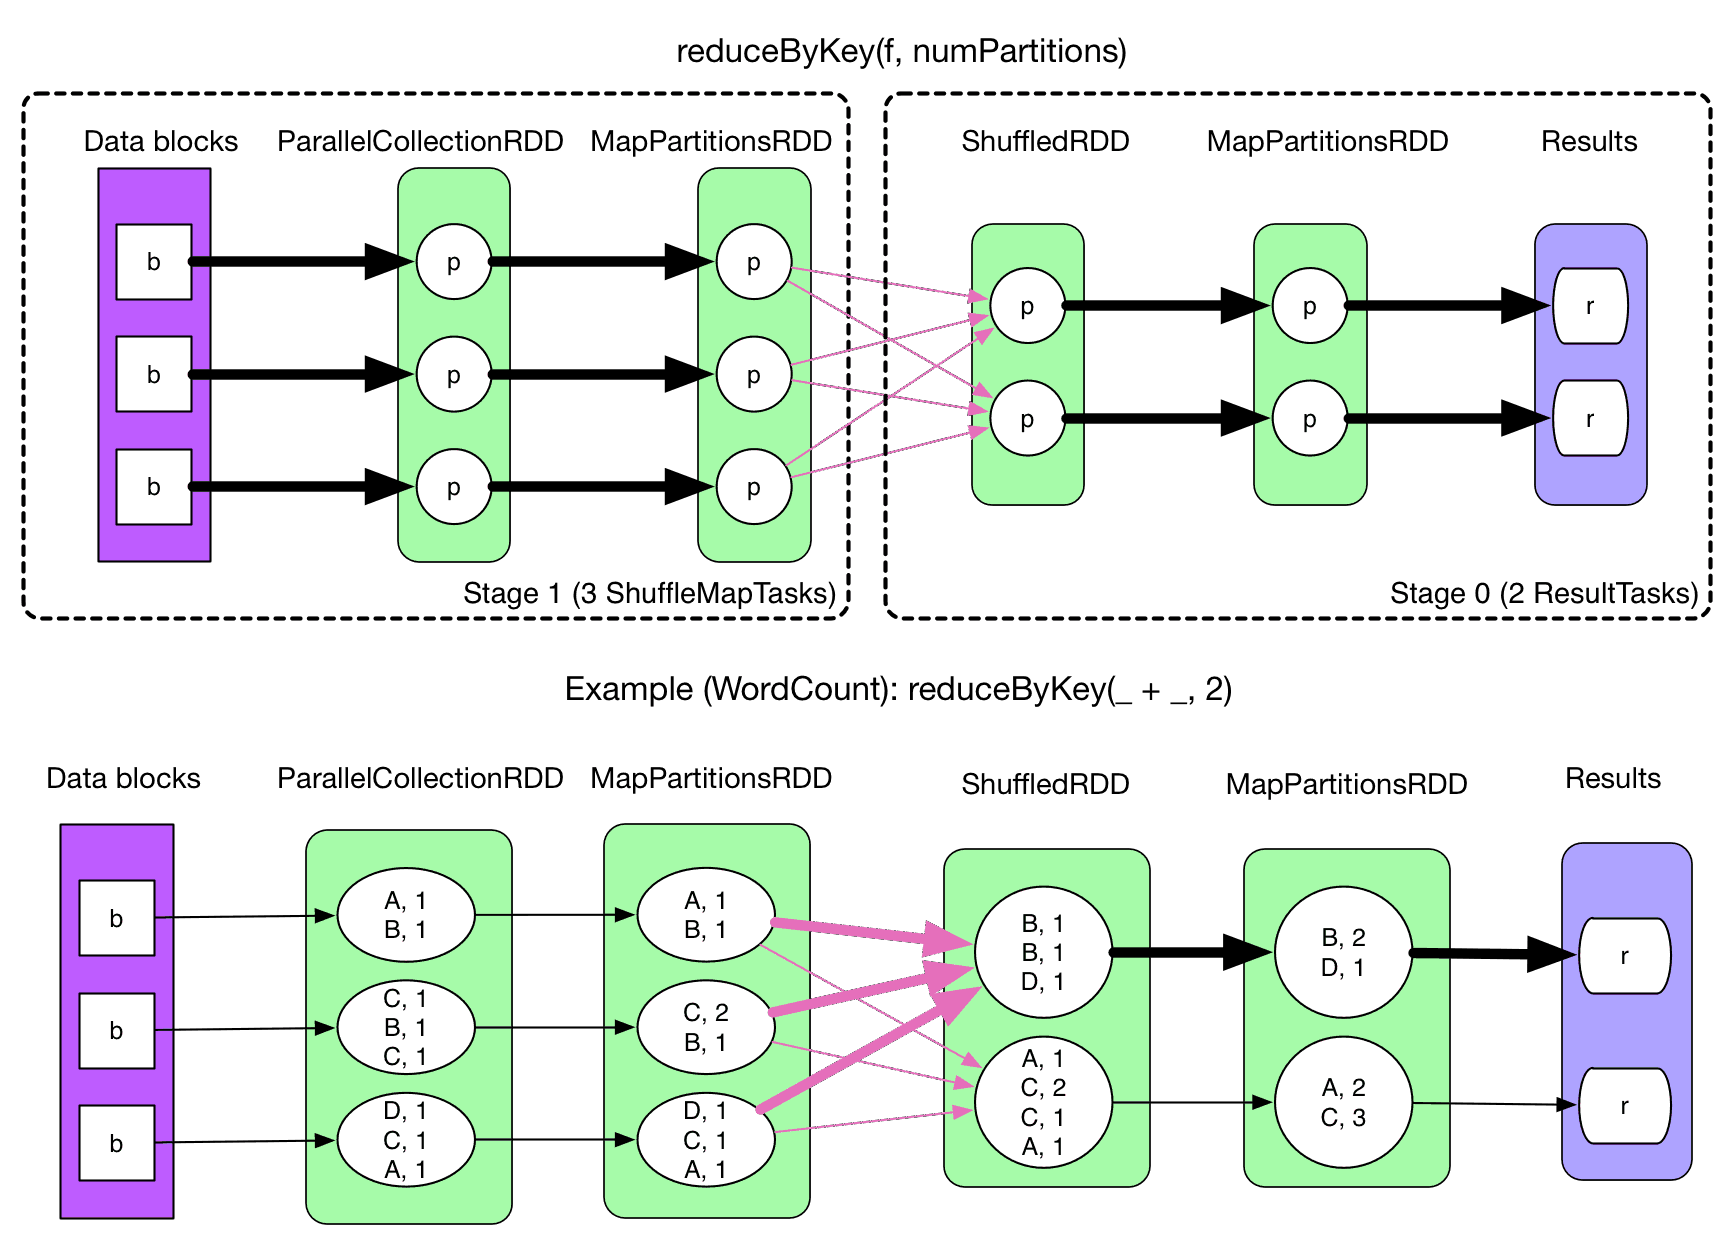 reduceByKey(f, numPartitions)
Data blocks
ParallelCollectionRDD
MapPartitionsRDD
ShuffledRDD
MapPartitionsRDD
Results
b
p
p
p
p
r
b
p
p
p
p
r
b
p
p
Stage 1 (3 ShuffleMapTasks)
Stage 0 (2 ResultTasks)
Example (WordCount): reduceByKey(_ + _, 2)
Data blocks
ParallelCollectionRDD
MapPartitionsRDD
ShuffledRDD
MapPartitionsRDD
Results
b
A, 1
B, 1
A, 1
B, 1
B, 1
B, 1
D, 1
B, 2
D, 1
r
b
C, 1
B, 1
C, 1
C, 2
B, 1
A, 1
C, 2
C, 1
A, 1
A, 2
C, 3
r
b
D, 1
C, 1
A, 1
D, 1
C, 1
A, 1